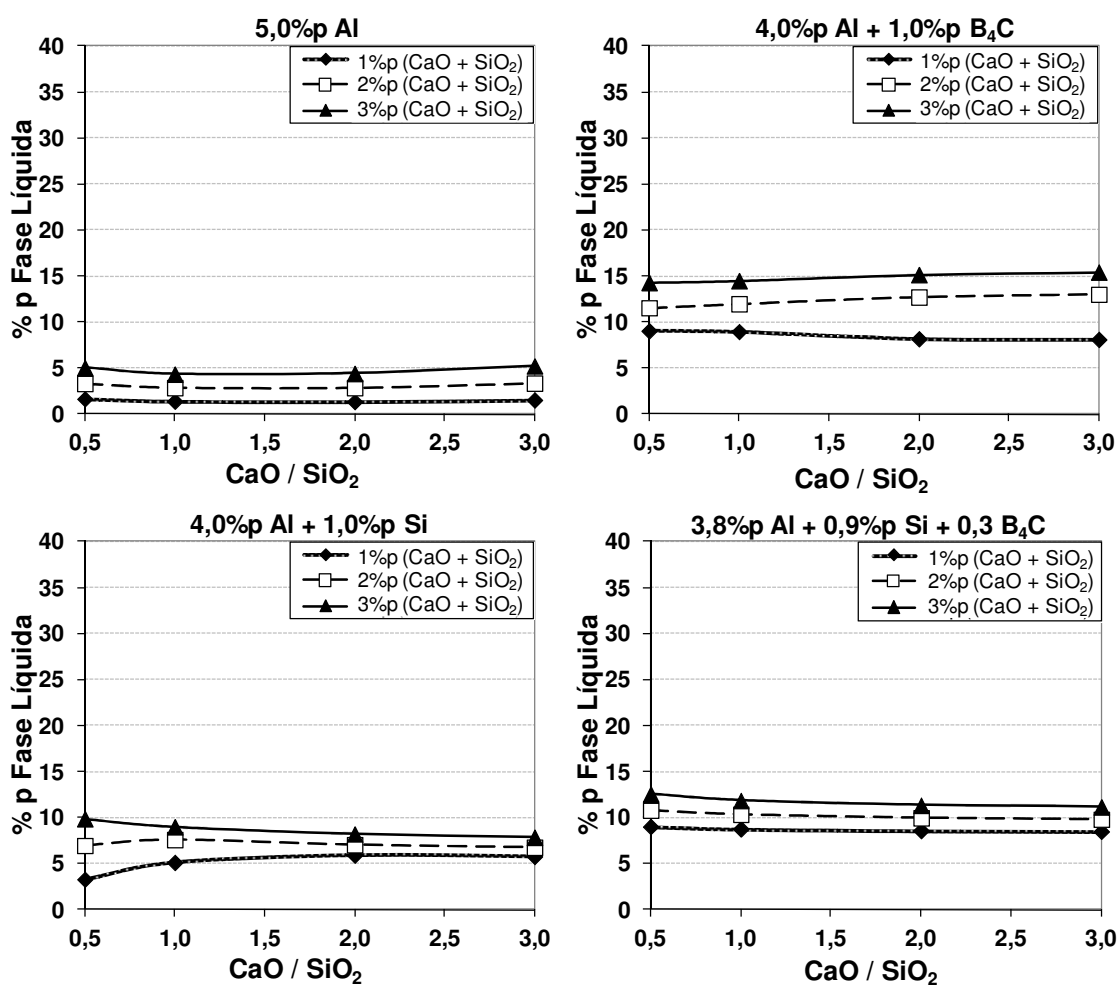 5,0%p Al
% p Fase Líquida
40
35
30
25
20
15
10
5
0
1%p (CaO + SiO₂)
2%p (CaO + SiO₂)
3%p (CaO + SiO₂)
0,5 1,0 1,5 2,0 2,5 3,0
CaO / SiO₂
4,0%p Al + 1,0%p B₄C
% p Fase Líquida
40
35
30
25
20
15
10
5
0
1%p (CaO + SiO₂)
2%p (CaO + SiO₂)
3%p (CaO + SiO₂)
0,5 1,0 1,5 2,0 2,5 3,0
CaO / SiO₂
4,0%p Al + 1,0%p Si
% p Fase Líquida
40
35
30
25
20
15
10
5
0
1%p (CaO + SiO₂)
2%p (CaO + SiO₂)
3%p (CaO + SiO₂)
0,5 1,0 1,5 2,0 2,5 3,0
CaO / SiO₂
3,8%p Al + 0,9%p Si + 0,3 B₄C
% p Fase Líquida
40
35
30
25
20
15
10
5
0
1%p (CaO + SiO₂)
2%p (CaO + SiO₂)
3%p (CaO + SiO₂)
0,5 1,0 1,5 2,0 2,5 3,0
CaO / SiO₂